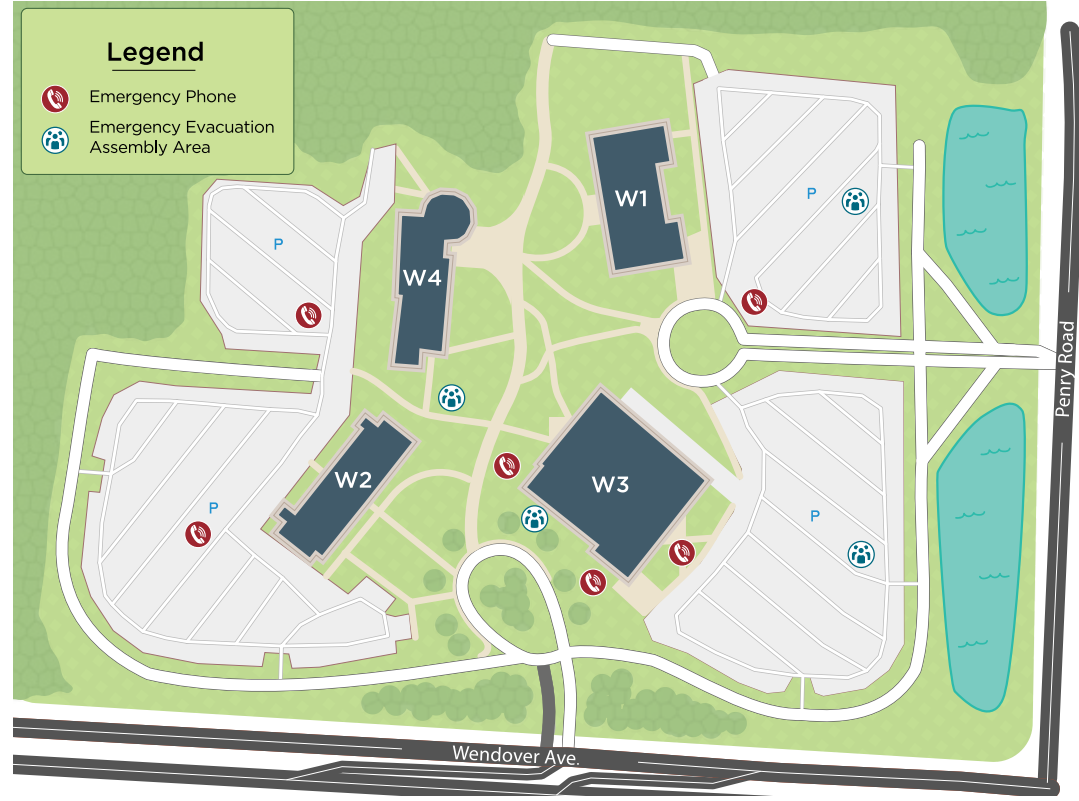 Legend
Emergency Phone
Emergency Evacuation
Assembly Area
W1
P
P
W4
P
Penry Road
W2
W3
P
P
Wendover Ave.